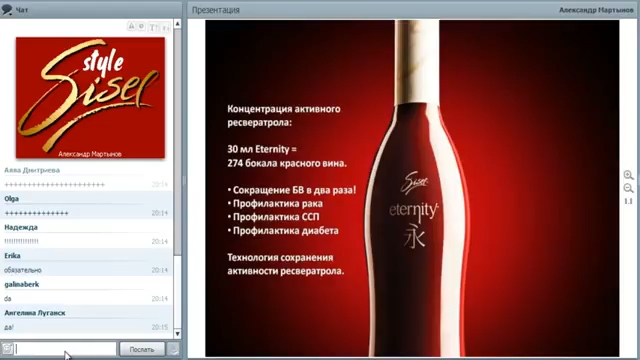 Чат
style
Sisel
Александр Мартынов
Алла Дмитриева
++++++++++++++++++++++
20:14
Olga
++++++++++++++
20:14
Надежда
!!!!!!!!!!!!!!!
20:14
Erika
обязательно
20:14
galinaberk
da
20:14
Ангелина Луганск
да!
20:15
Послать
Презентация
Александр Мартынов
Концентрация активного
ресвератрола:
30 мл Eternity =
274 бокала красного вина.
• Сокращение БВ в два раза!
• Профилактика рака
• Профилактика ССП
• Профилактика диабета
Технология сохранения
активности ресвератрола.
Sisel
eternity
永
1:1